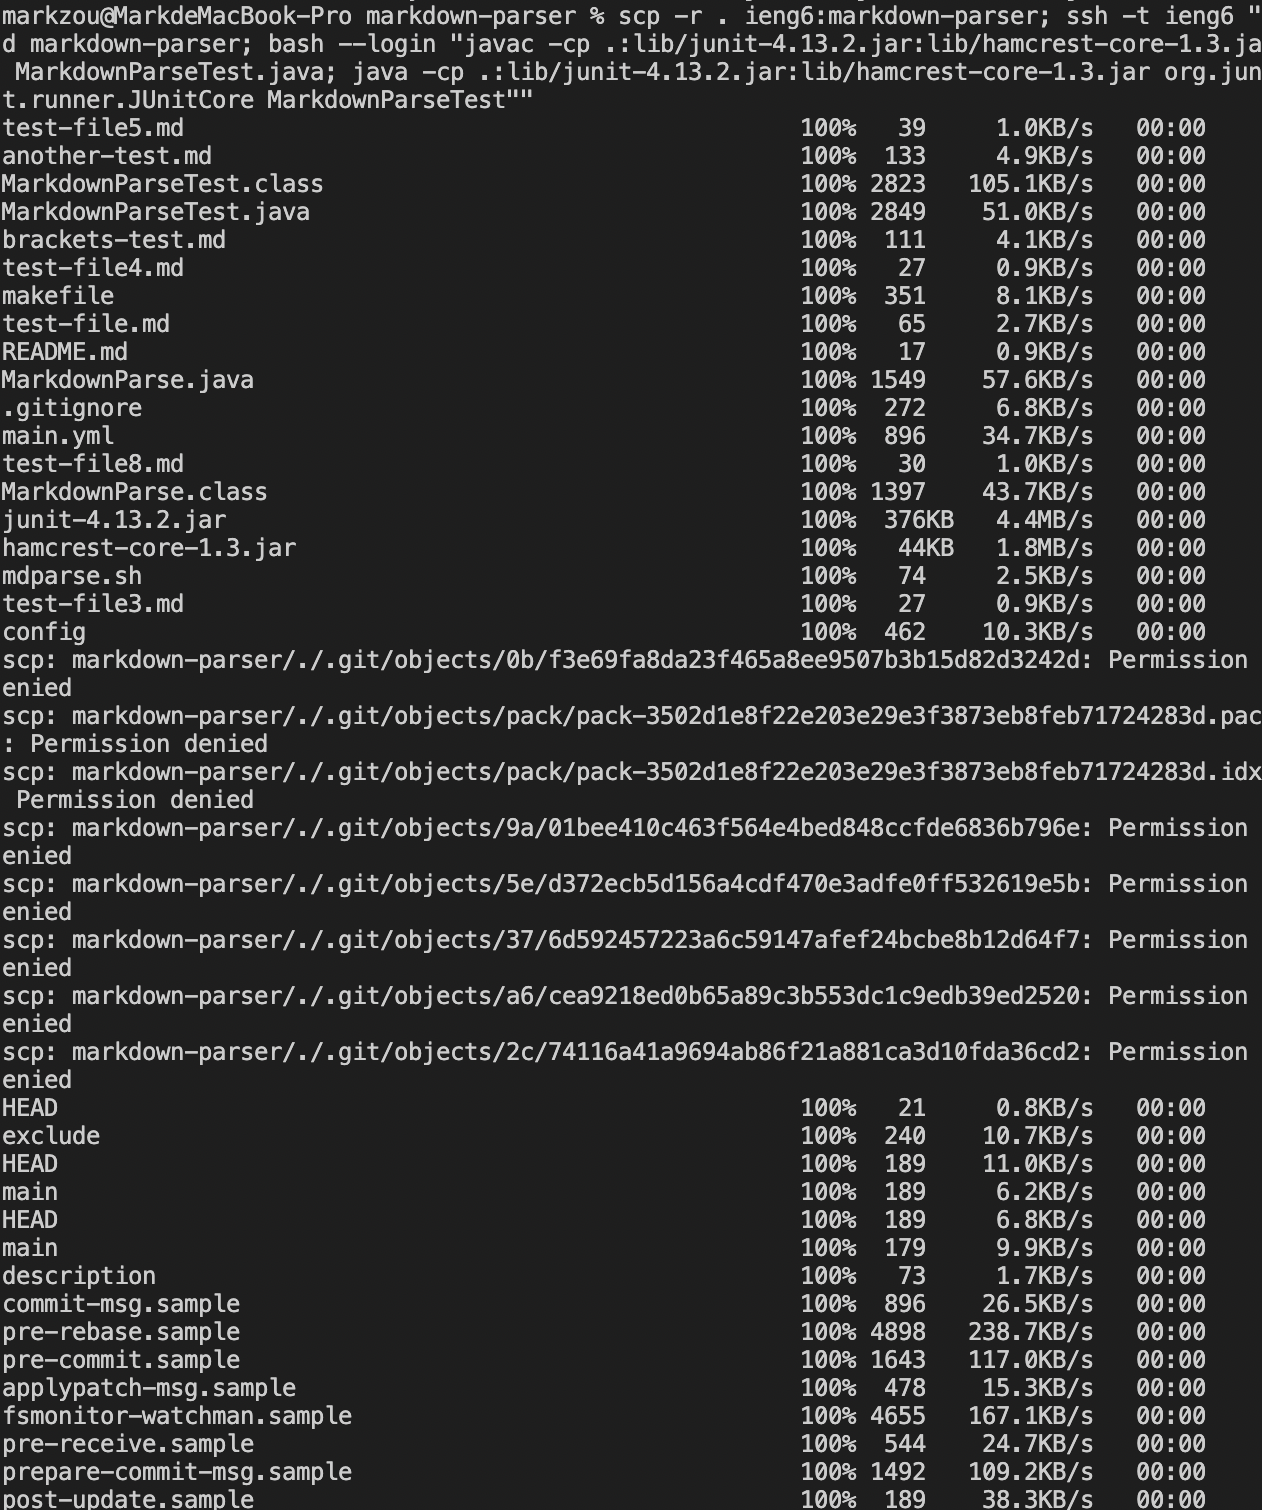 markzou@MarkdeMacBook-Pro markdown-parser % scp -r . ieng6:markdown-parser; ssh -t ieng6 "
d markdown-parser; bash --login "javac -cp .:lib/junit-4.13.2.jar:lib/hamcrest-core-1.3.ja
 MarkdownParseTest.java; java -cp .:lib/junit-4.13.2.jar:lib/hamcrest-core-1.3.jar org.jun
t.runner.JUnitCore MarkdownParseTest""
test-file5.md 100% 39 1.0KB/s 00:00
another-test.md 100% 133 4.9KB/s 00:00
MarkdownParseTest.class 100% 2823 105.1KB/s 00:00
MarkdownParseTest.java 100% 2849 51.0KB/s 00:00
brackets-test.md 100% 111 4.1KB/s 00:00
test-file4.md 100% 27 0.9KB/s 00:00
makefile 100% 351 8.1KB/s 00:00
test-file.md 100% 65 2.7KB/s 00:00
README.md 100% 17 0.9KB/s 00:00
MarkdownParse.java 100% 1549 57.6KB/s 00:00
.gitignore 100% 272 6.8KB/s 00:00
main.yml 100% 896 34.7KB/s 00:00
test-file8.md 100% 30 1.0KB/s 00:00
MarkdownParse.class 100% 1397 43.7KB/s 00:00
junit-4.13.2.jar 100% 376KB 4.4MB/s 00:00
hamcrest-core-1.3.jar 100% 44KB 1.8MB/s 00:00
mdparse.sh 100% 74 2.5KB/s 00:00
test-file3.md 100% 27 0.9KB/s 00:00
config 100% 462 10.3KB/s 00:00
scp: markdown-parser/./.git/objects/0b/f3e69fa8da23f465a8ee9507b3b15d82d3242d: Permission
enied
scp: markdown-parser/./.git/objects/pack/pack-3502d1e8f22e203e29e3f3873eb8feb71724283d.pac
: Permission denied
scp: markdown-parser/./.git/objects/pack/pack-3502d1e8f22e203e29e3f3873eb8feb71724283d.idx
 Permission denied
scp: markdown-parser/./.git/objects/9a/01bee410c463f564e4bed848ccfde6836b796e: Permission
enied
scp: markdown-parser/./.git/objects/5e/d372ecb5d156a4cdf470e3adfe0ff532619e5b: Permission
enied
scp: markdown-parser/./.git/objects/37/6d592457223a6c59147afef24bcbe8b12d64f7: Permission
enied
scp: markdown-parser/./.git/objects/a6/cea9218ed0b65a89c3b553dc1c9edb39ed2520: Permission
enied
scp: markdown-parser/./.git/objects/2c/74116a41a9694ab86f21a881ca3d10fda36cd2: Permission
enied
HEAD 100% 21 0.8KB/s 00:00
exclude 100% 240 10.7KB/s 00:00
HEAD 100% 189 11.0KB/s 00:00
main 100% 189 6.2KB/s 00:00
HEAD 100% 189 6.8KB/s 00:00
main 100% 179 9.9KB/s 00:00
description 100% 73 1.7KB/s 00:00
commit-msg.sample 100% 896 26.5KB/s 00:00
pre-rebase.sample 100% 4898 238.7KB/s 00:00
pre-commit.sample 100% 1643 117.0KB/s 00:00
applypatch-msg.sample 100% 478 15.3KB/s 00:00
fsmonitor-watchman.sample 100% 4655 167.1KB/s 00:00
pre-receive.sample 100% 544 24.7KB/s 00:00
prepare-commit-msg.sample 100% 1492 109.2KB/s 00:00
post-update.sample 100% 189 38.3KB/s 00:00